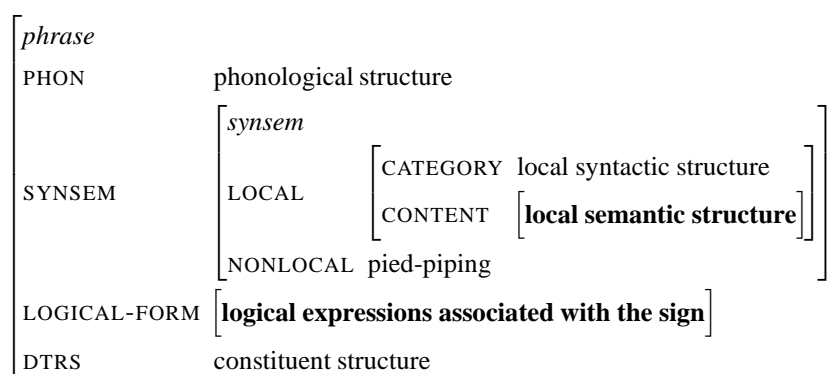 phrase
PHON phonological structure
synsem
CATEGORY local syntactic structure
SYNSEM LOCAL
CONTENT local semantic structure
NONLOCAL pied-piping
LOGICAL-FORM logical expressions associated with the sign
DTRS constituent structure